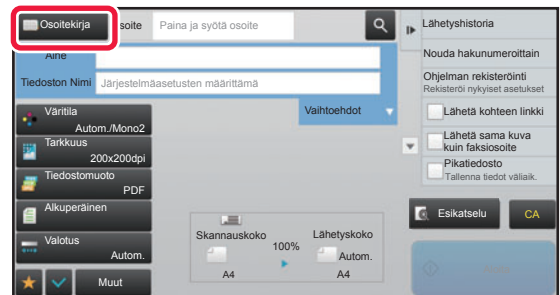 Osoitekirja
soite
Paina ja syötä osoite
Lähetyshistoria
Aine
Nouda hakunumeroittain
Tiedoston Nimi
Järjestelmäasetusten määrittämä
Ohjelman rekisteröinti
Rekisteröi nykyiset asetukset
Väritila
Autom./Mono2
Vaihtoehdot
Lähetä kohteen linkki
Tarkkuus
200x200dpi
Lähetä sama kuva
kuin faksiosoite
Tiedostomuoto
PDF
Pikatiedosto
Tallenna tiedot väliaik.
Alkuperäinen
Esikatselu
CA
Skannauskoko
100%
Lähetyskoko
Valotus
Autom.
Autom.
A4
A4
Muut